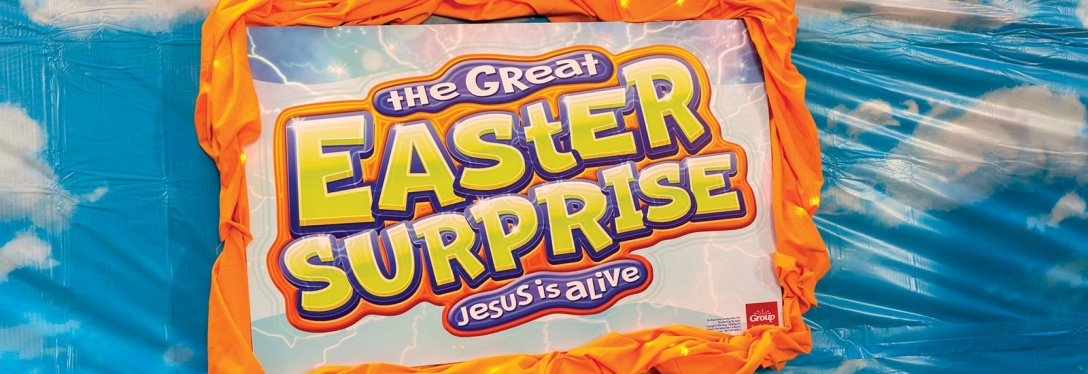 the GReat
EAStER
SURPRISE
JESUS is aLivE
Group